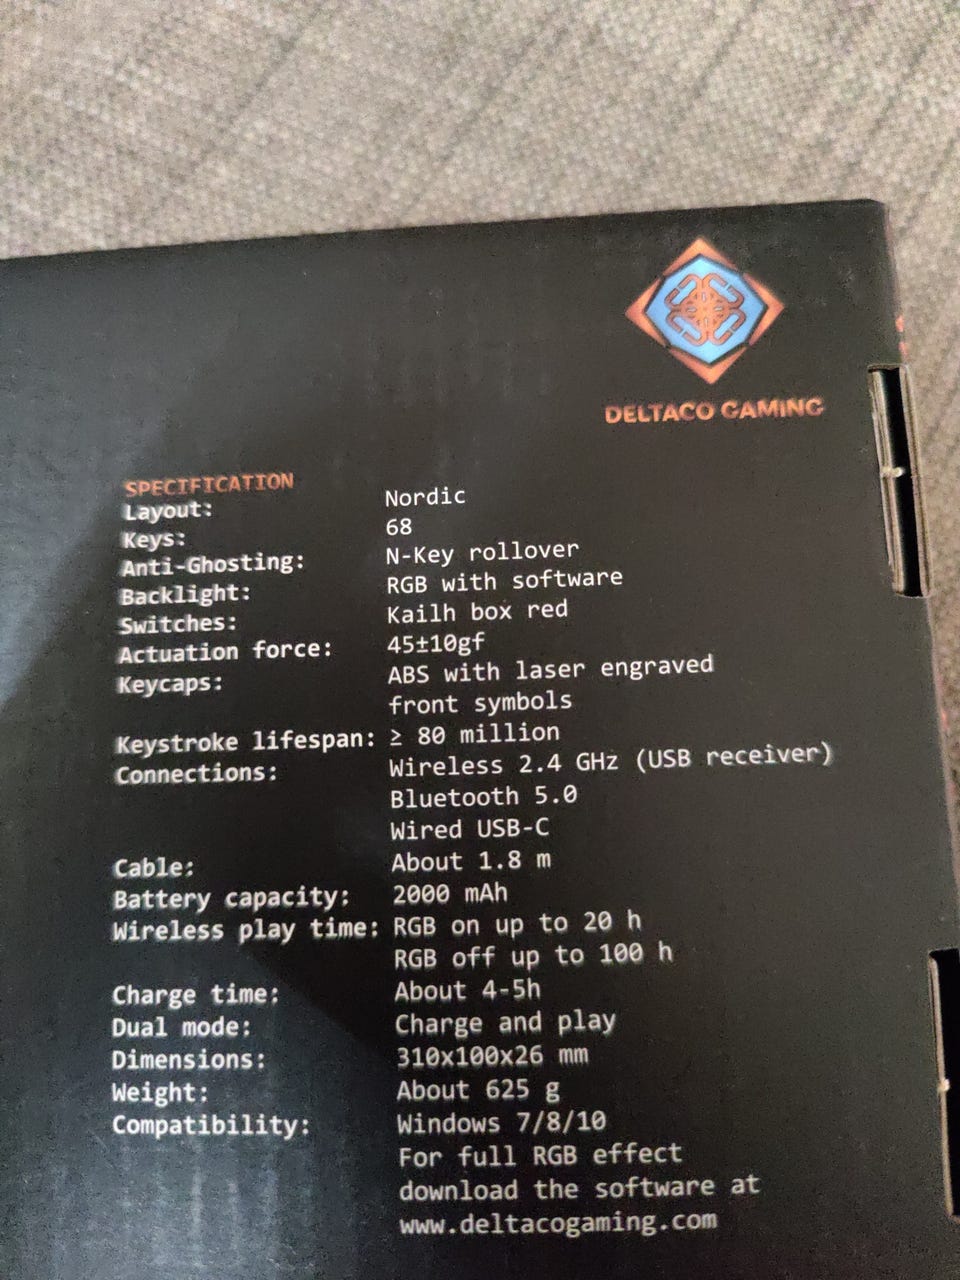 DELTACO GAMING
SPECIFICATION
Layout: Nordic
Keys: 68
Anti-Ghosting: N-Key rollover
Backlight: RGB with software
Switches: Kailh box red
Actuation force: 45±10gf
Keycaps: ABS with laser engraved
front symbols
Keystroke lifespan: ≥ 80 million
Connections: Wireless 2.4 GHz (USB receiver)
Bluetooth 5.0
Wired USB-C
Cable: About 1.8 m
Battery capacity: 2000 mAh
Wireless play time: RGB on up to 20 h
RGB off up to 100 h
Charge time: About 4-5h
Dual mode: Charge and play
Dimensions: 310x100x26 mm
Weight: About 625 g
Compatibility: Windows 7/8/10
For full RGB effect
download the software at
www.deltacogaming.com